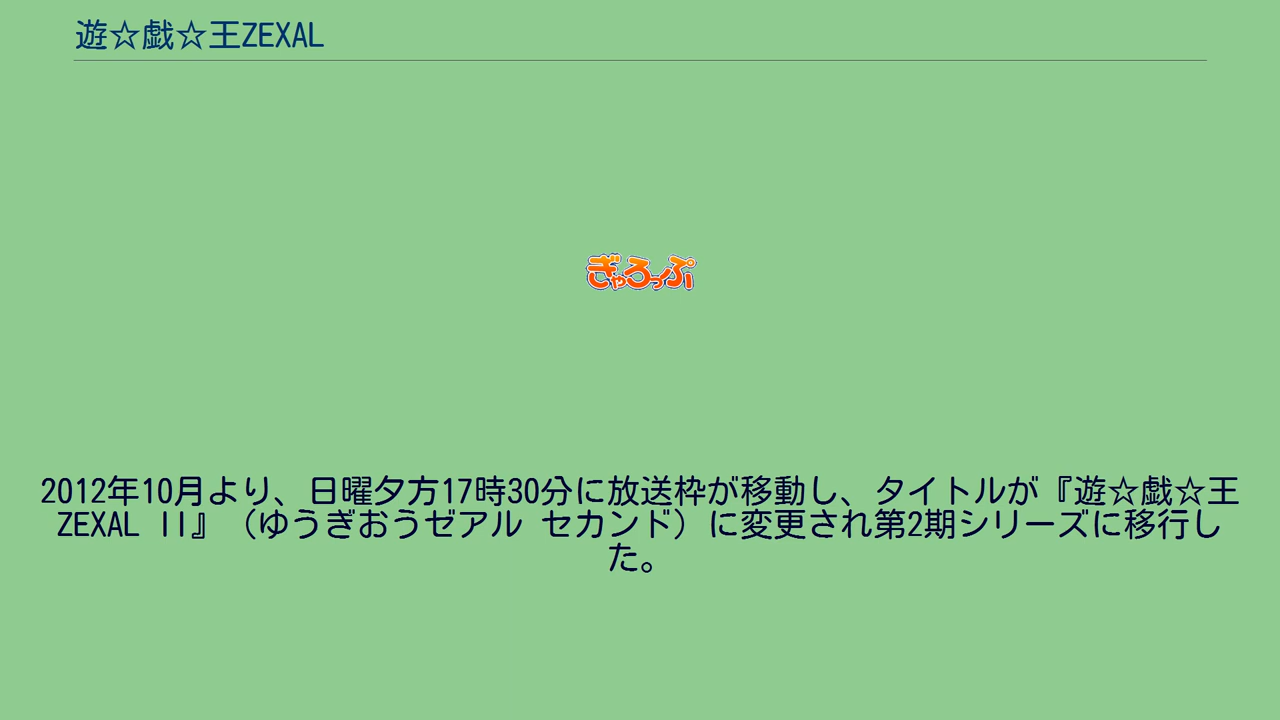 遊☆戯☆王ZEXAL
ぎゃろっぷ
2012年10月より、日曜夕方17時30分に放送枠が移動し、タイトルが『遊☆戯☆王
ZEXAL II』（ゆうぎおうゼアル セカンド）に変更され第2期シリーズに移行し
た。